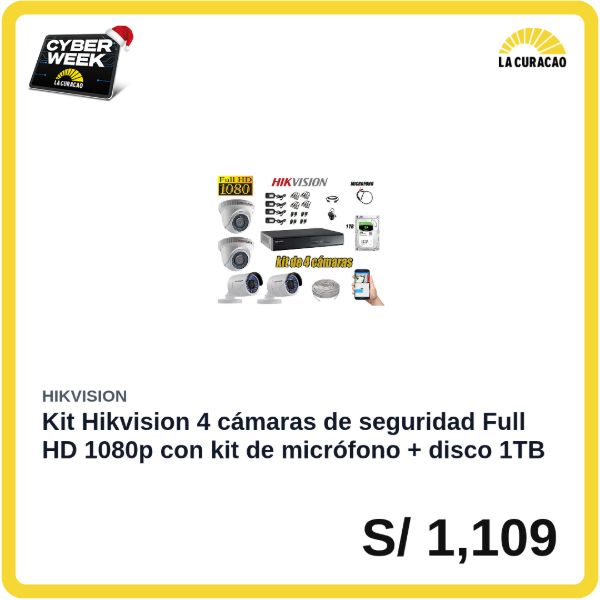 CYBER
WEEK
LA CURACAO
LA CURACAO
Full HD
1080
HIKVISION
MICROFONO
1TB
kit de 4 cámaras
HIKVISION
Kit Hikvision 4 cámaras de seguridad Full
HD 1080p con kit de micrófono + disco 1TB
S/ 1,109